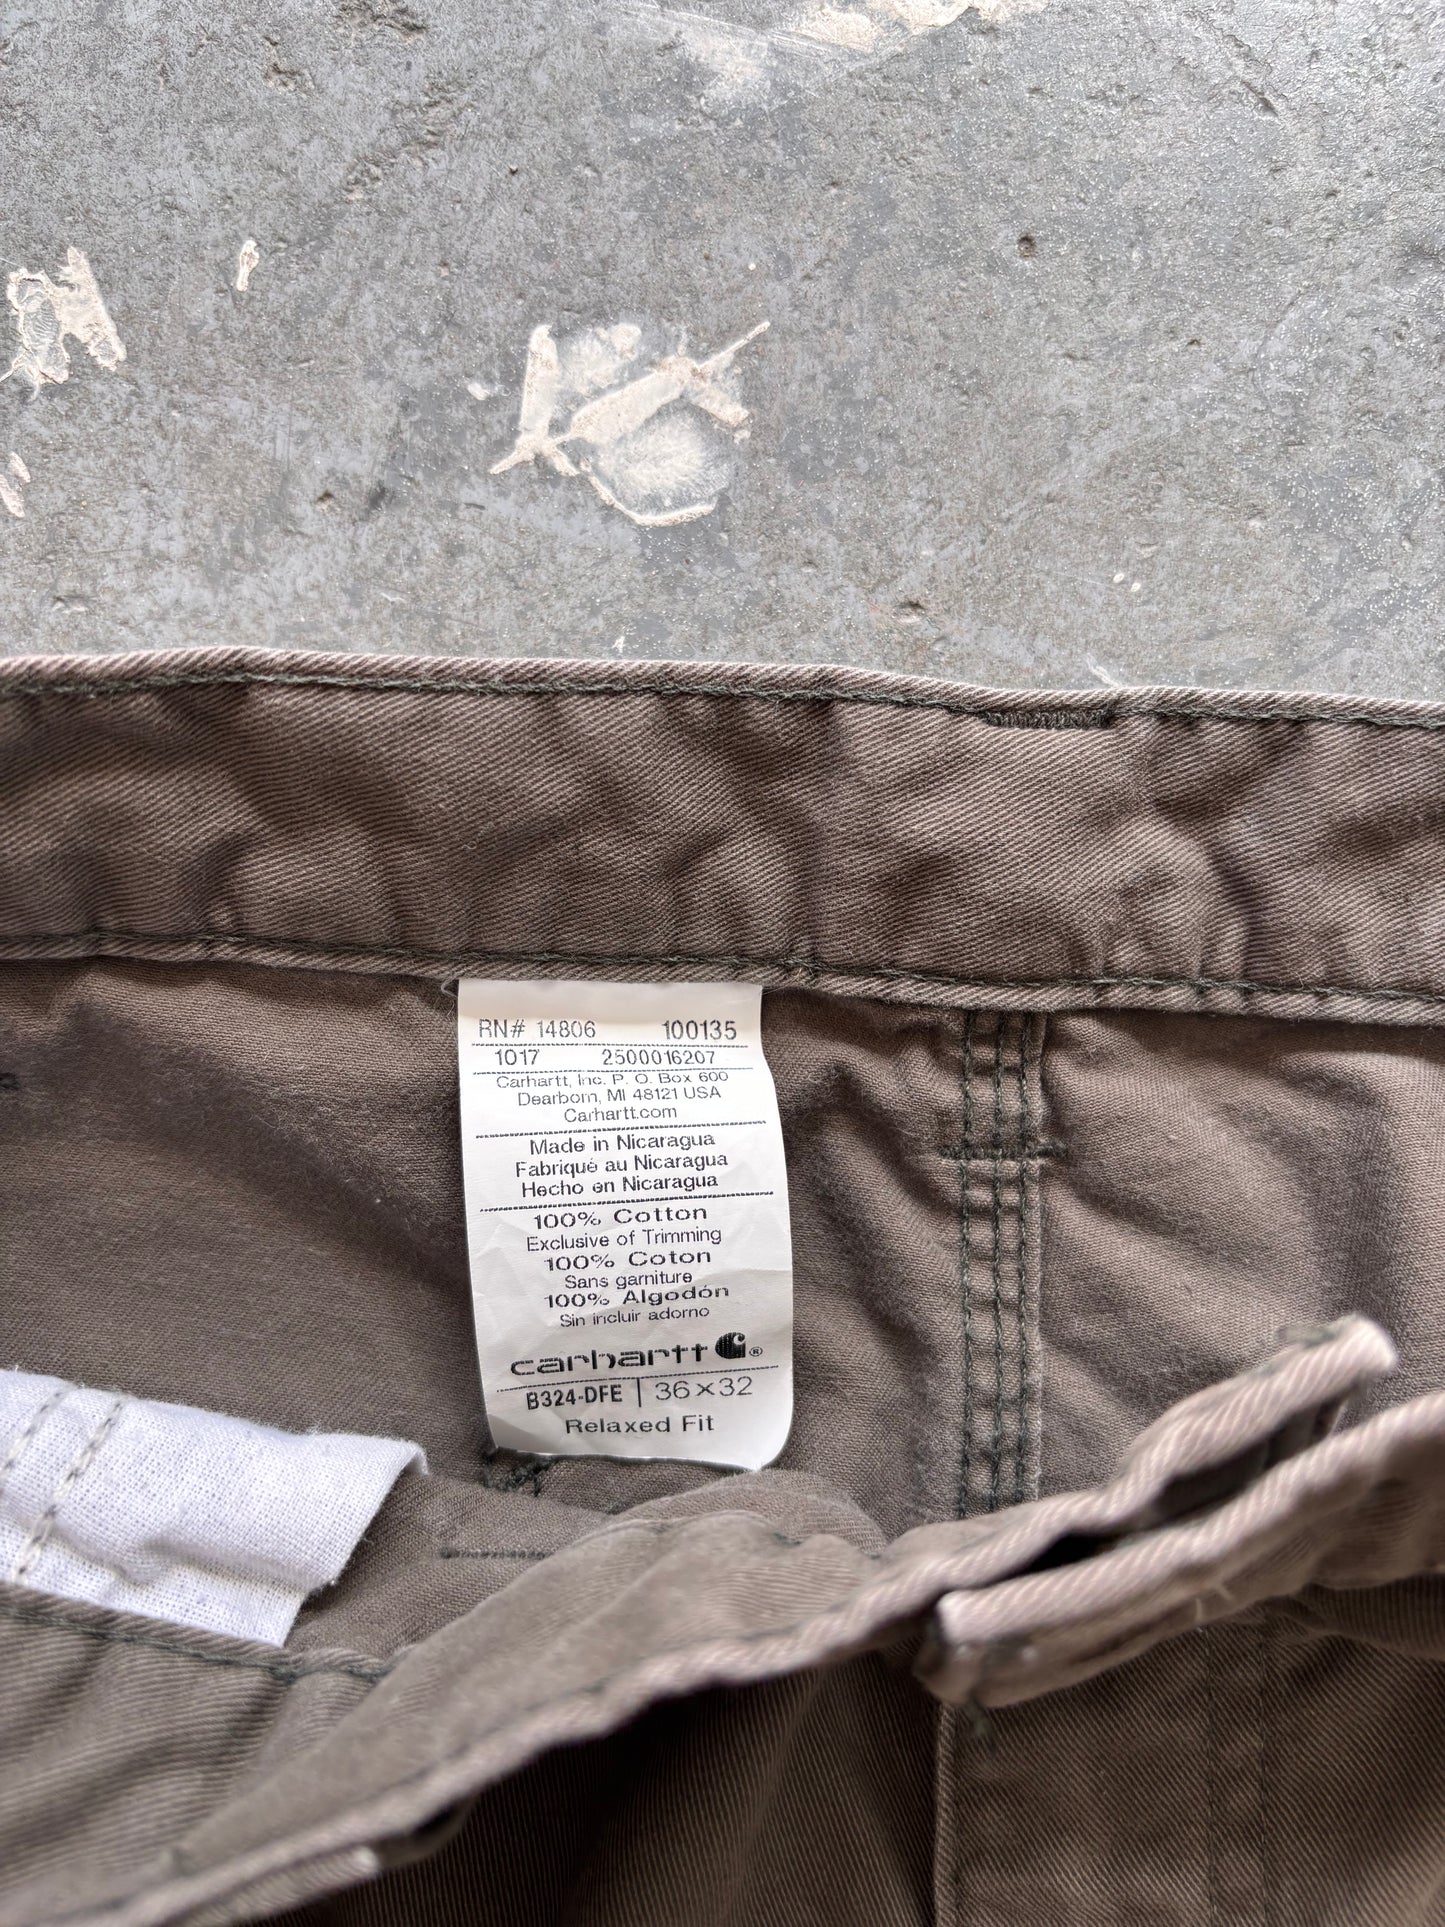 RN# 14806 100135
1017 2500016207
Carhartt, Inc. P. O. Box 600
Dearborn, MI 48121 USA
Carhartt.com
Made in Nicaragua
Fabriqué au Nicaragua
Hecho en Nicaragua
100% Cotton
Exclusive of Trimming
100% Coton
Sans garniture
100% Algodón
Sin incluir adorno
carhartt ®
B324-DFE | 36×32
Relaxed Fit